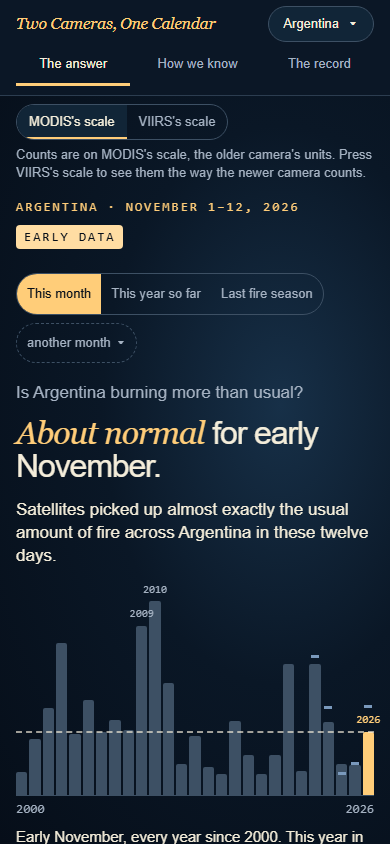 Two Cameras, One Calendar
Argentina
The answer
How we know
The record
MODIS's scale
VIIRS's scale
Counts are on MODIS's scale, the older camera's units. Press
VIIRS's scale to see them the way the newer camera counts.
ARGENTINA · NOVEMBER 1–12, 2026
EARLY DATA
This month
This year so far
Last fire season
another month
Is Argentina burning more than usual?
About normal for early
November.
Satellites picked up almost exactly the usual
amount of fire across Argentina in these twelve
days.
2010
2009
2026
2000
2026
Early November, every year since 2000. This year in